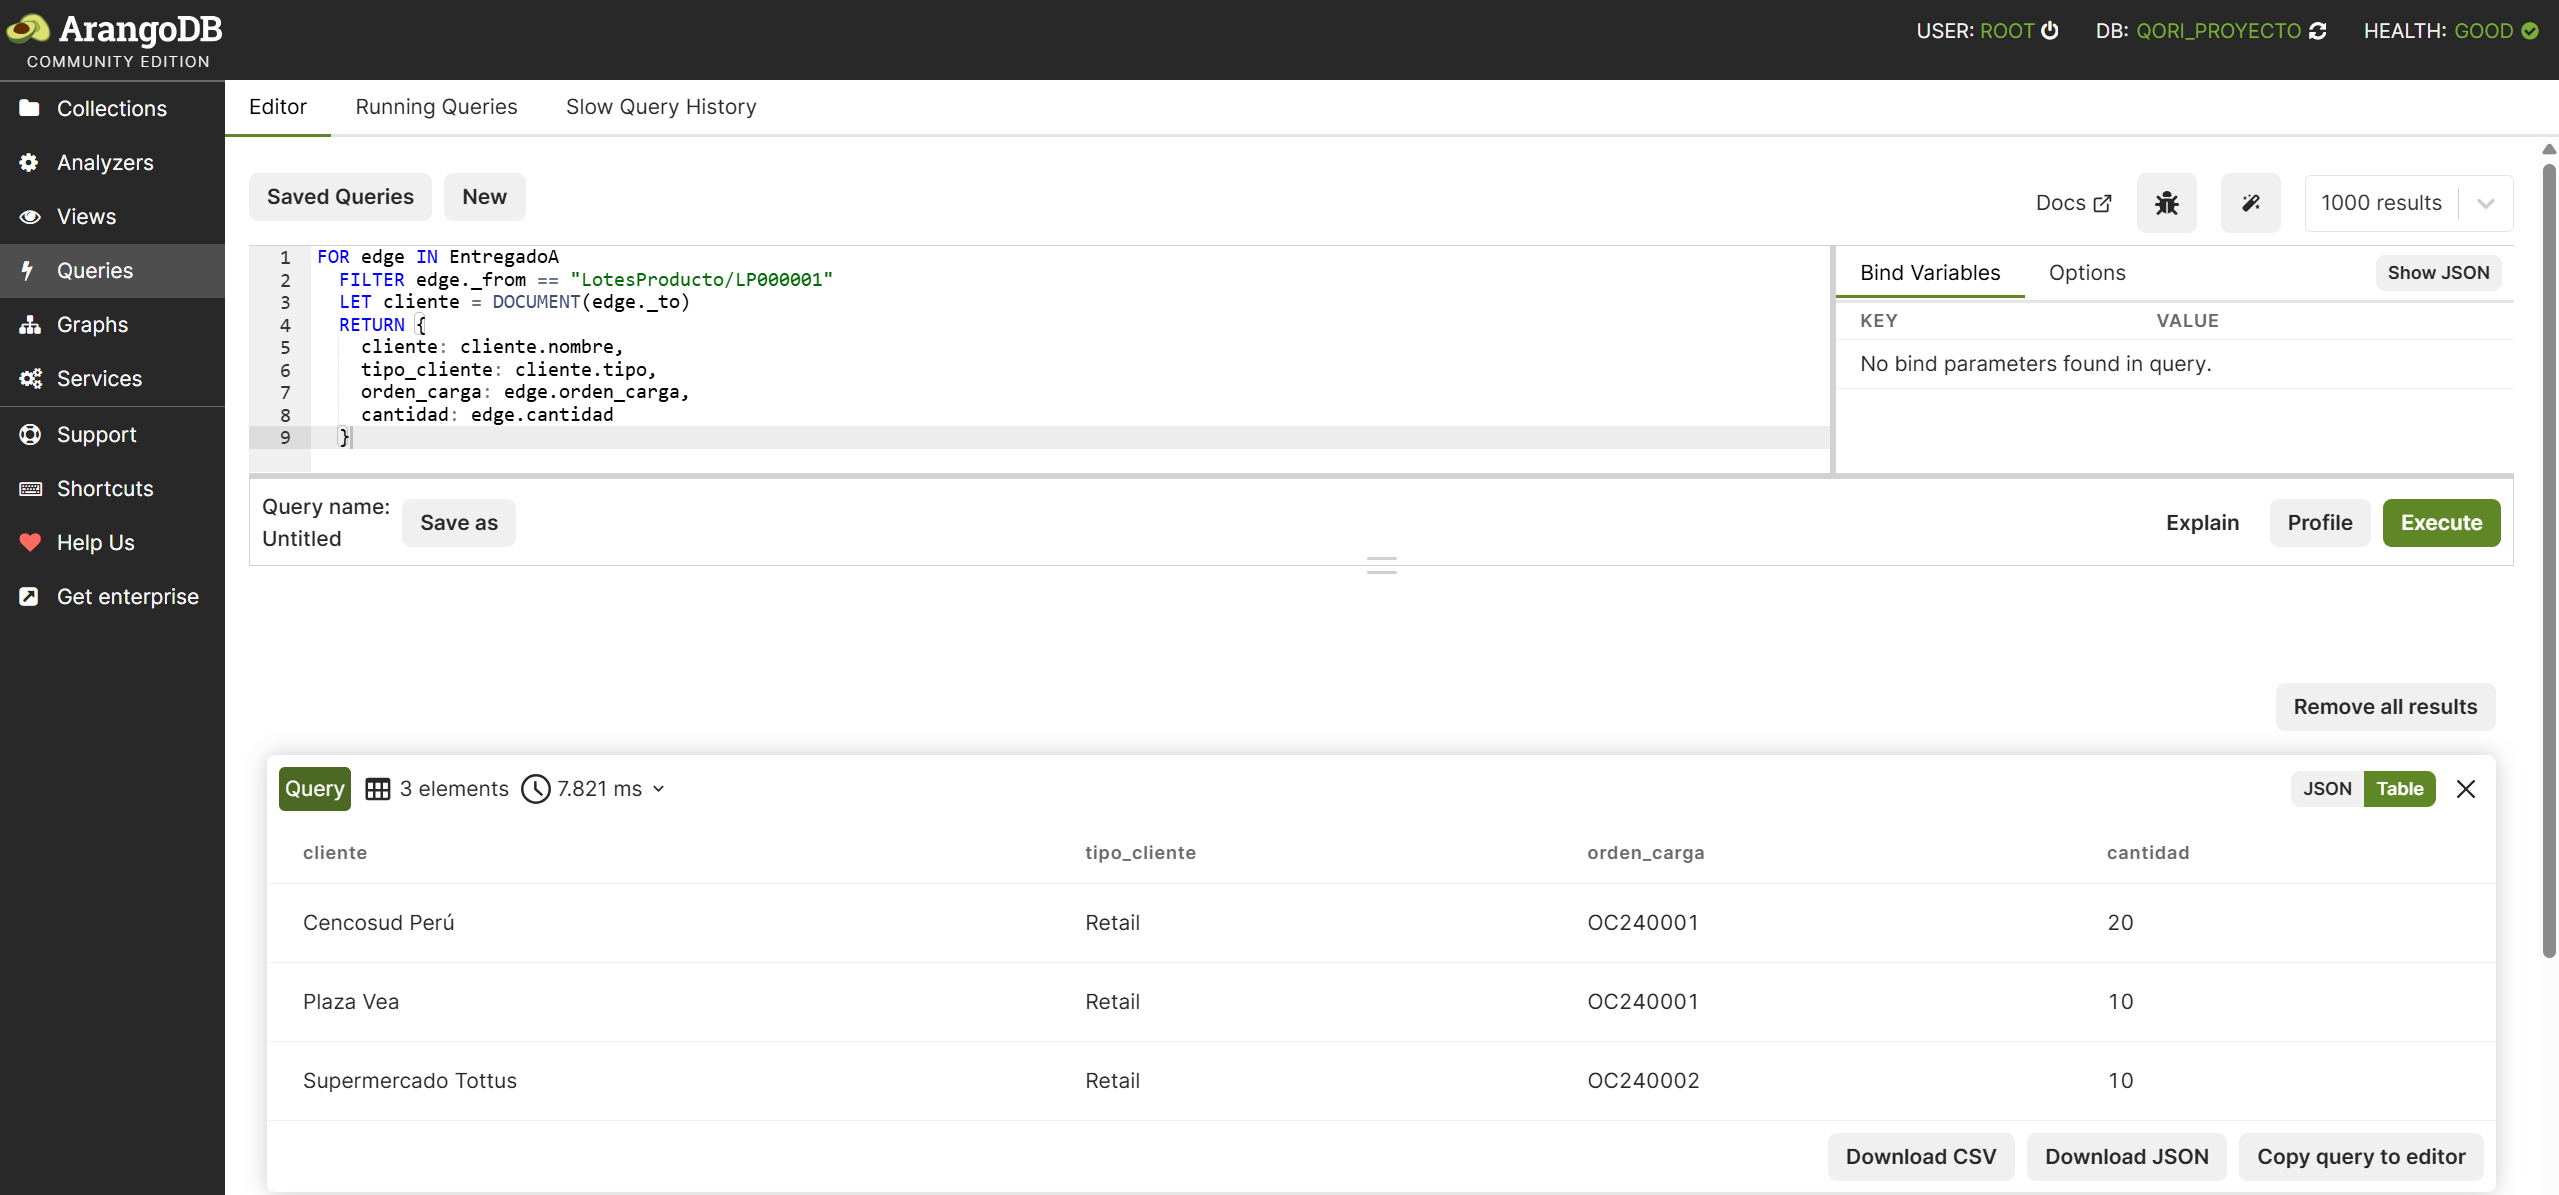 ArangoDB
COMMUNITY EDITION
USER: ROOT
DB: QORI_PROYECTO
HEALTH: GOOD
Collections
Analyzers
Views
Queries
Graphs
Services
Support
Shortcuts
Help Us
Get enterprise
Editor
Running Queries
Slow Query History
Saved Queries
New
Docs
1000 results
1 FOR edge IN EntregadoA
2 FILTER edge._from == "LotesProducto/LP000001"
3 LET cliente = DOCUMENT(edge._to)
4 RETURN {
5 cliente: cliente.nombre,
6 tipo_cliente: cliente.tipo,
7 orden_carga: edge.orden_carga,
8 cantidad: edge.cantidad
9 }
Bind Variables
Options
Show JSON
KEY VALUE
No bind parameters found in query.
Query name:
Untitled
Save as
Explain
Profile
Execute
Remove all results
Query
3 elements
7.821 ms
JSON
Table
cliente tipo_cliente orden_carga cantidad
Cencosud Perú Retail OC240001 20
Plaza Vea Retail OC240001 10
Supermercado Tottus Retail OC240002 10
Download CSV
Download JSON
Copy query to editor